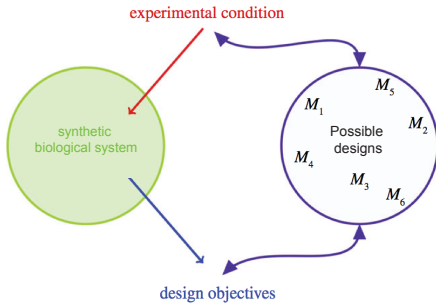 experimental condition
synthetic
biological system
Possible
designs
M5
M1
M2
M4
M3
M6
design objectives